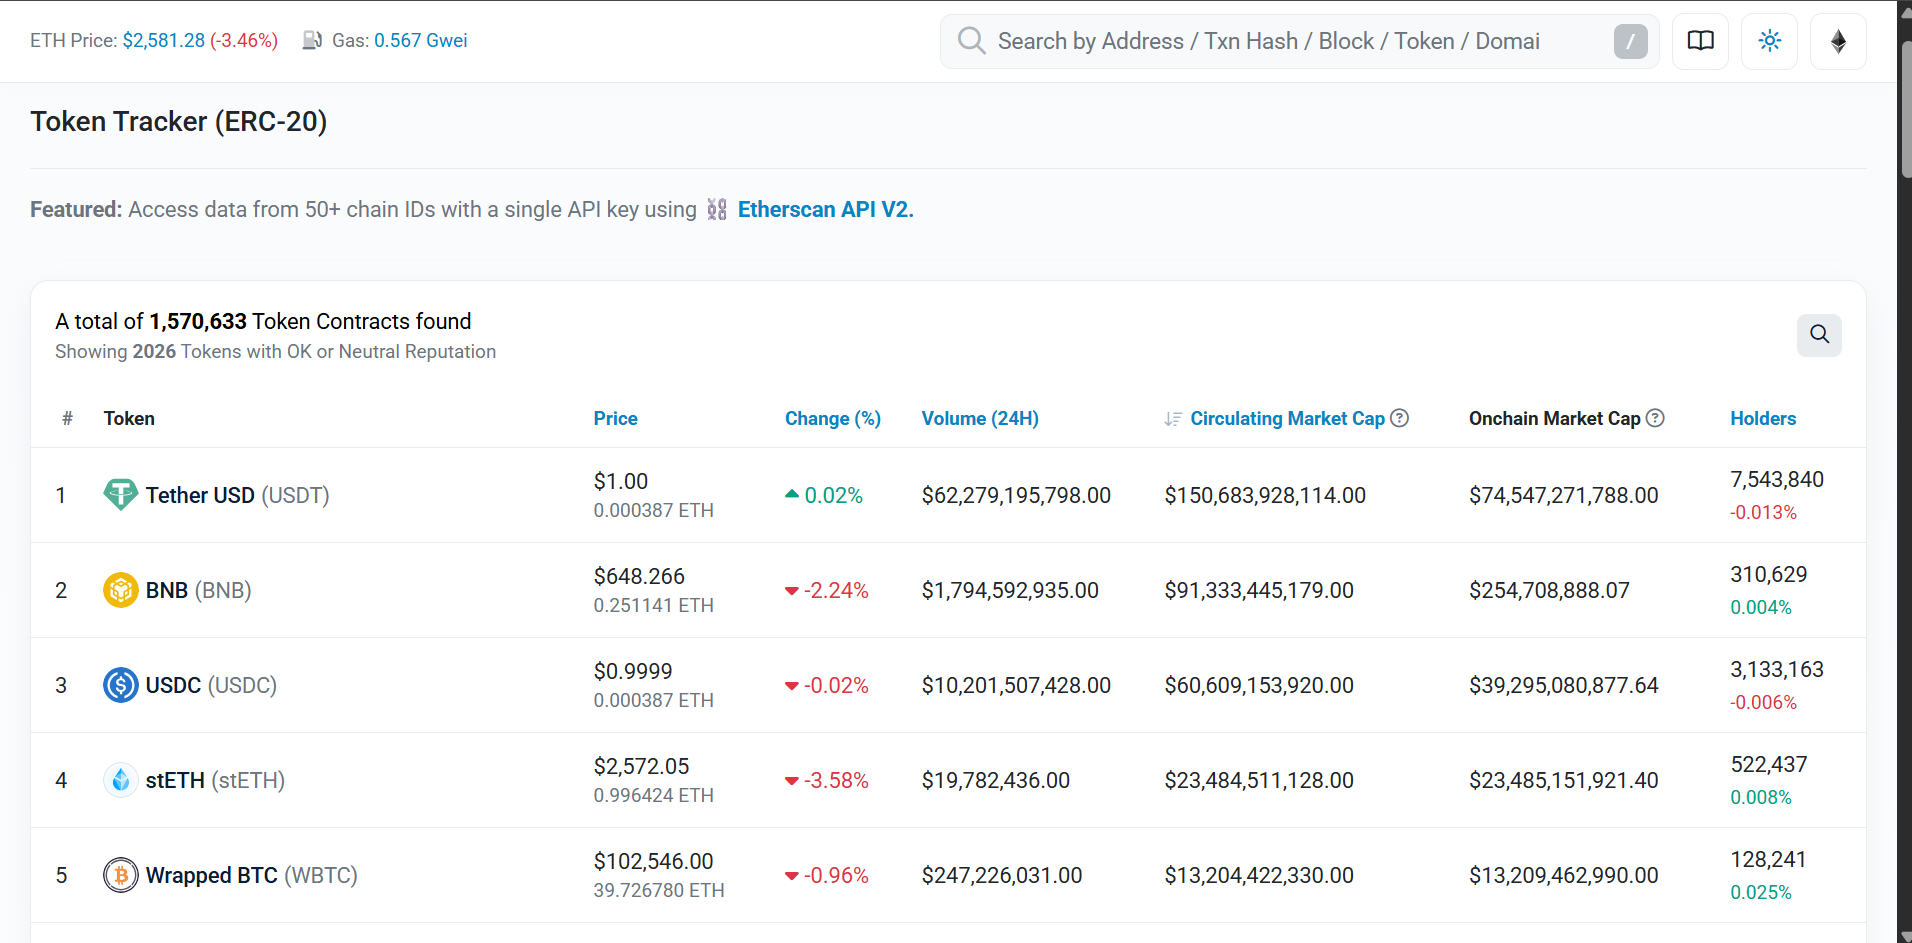 ETH Price: $2,581.28 (-3.46%) Gas: 0.567 Gwei
Search by Address / Txn Hash / Block / Token / Domai /
Token Tracker (ERC-20)
Featured: Access data from 50+ chain IDs with a single API key using Etherscan API V2.
A total of 1,570,633 Token Contracts found
Showing 2026 Tokens with OK or Neutral Reputation
# Token Price Change (%) Volume (24H) Circulating Market Cap ? Onchain Market Cap ? Holders
1 Tether USD (USDT) $1.00 0.02% $62,279,195,798.00 $150,683,928,114.00 $74,547,271,788.00 7,543,840
0.000387 ETH -0.013%
2 BNB (BNB) $648.266 -2.24% $1,794,592,935.00 $91,333,445,179.00 $254,708,888.07 310,629
0.251141 ETH 0.004%
3 USDC (USDC) $0.9999 -0.02% $10,201,507,428.00 $60,609,153,920.00 $39,295,080,877.64 3,133,163
0.000387 ETH -0.006%
4 stETH (stETH) $2,572.05 -3.58% $19,782,436.00 $23,484,511,128.00 $23,485,151,921.40 522,437
0.996424 ETH 0.008%
5 Wrapped BTC (WBTC) $102,546.00 -0.96% $247,226,031.00 $13,204,422,330.00 $13,209,462,990.00 128,241
39.726780 ETH 0.025%